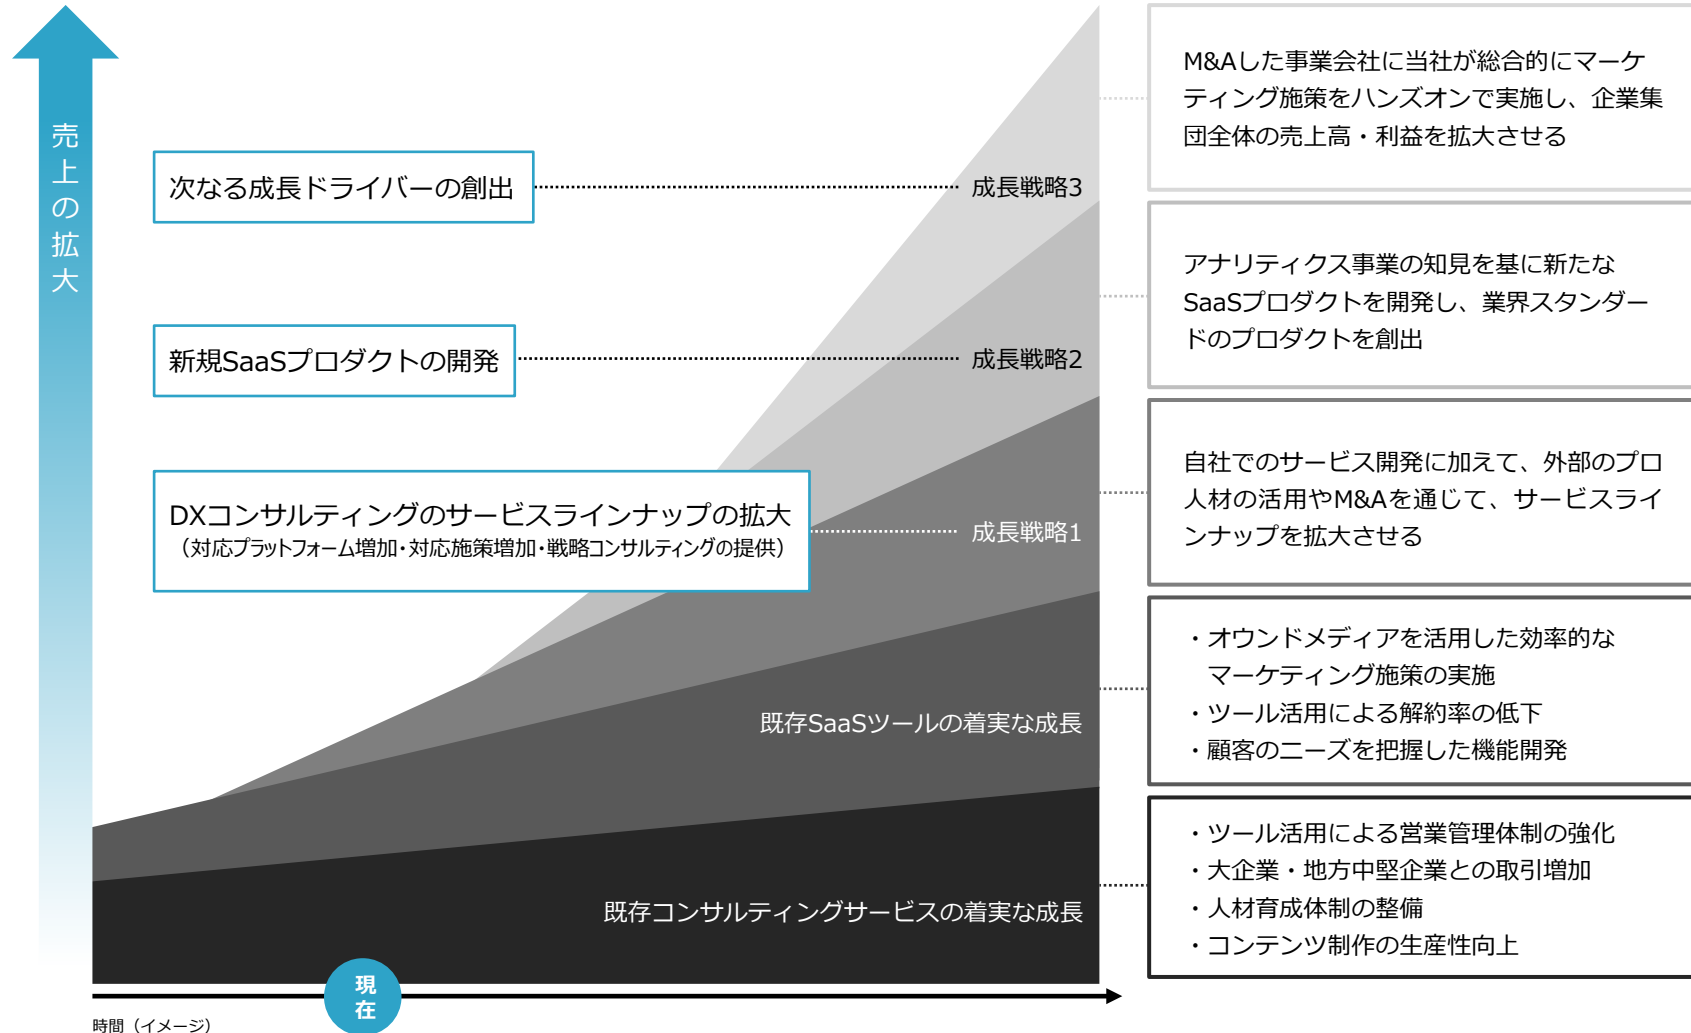 売上の拡大
次なる成長ドライバーの創出
成長戦略3
新規SaaSプロダクトの開発
成長戦略2
DXコンサルティングのサービスラインナップの拡大
（対応プラットフォーム増加・対応施策増加・戦略コンサルティングの提供）
成長戦略1
既存SaaSツールの着実な成長
既存コンサルティングサービスの着実な成長
M&Aした事業会社に当社が総合的にマーケ
ティング施策をハンズオンで実施し、企業集
団全体の売上高・利益を拡大させる
アナリティクス事業の知見を基に新たな
SaaSプロダクトを開発し、業界スタンダー
ドのプロダクトを創出
自社でのサービス開発に加えて、外部のプロ
人材の活用やM&Aを通じて、サービスライ
ンナップを拡大させる
・オウンドメディアを活用した効率的な
マーケティング施策の実施
・ツール活用による解約率の低下
・顧客のニーズを把握した機能開発
・ツール活用による営業管理体制の強化
・大企業・地方中堅企業との取引増加
・人材育成体制の整備
・コンテンツ制作の生産性向上
現
在
時間（イメージ）